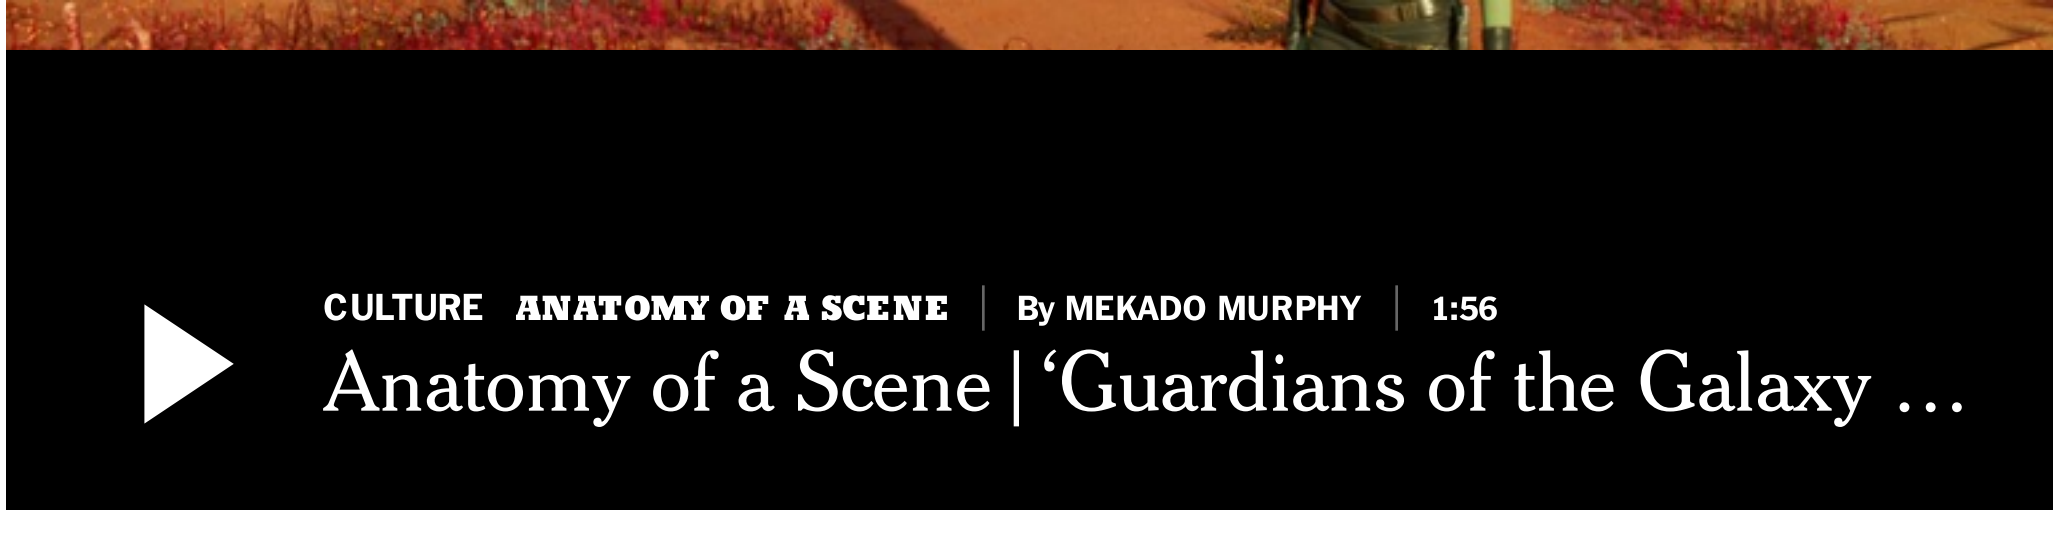 CULTURE ANATOMY OF A SCENE | By MEKADO MURPHY | 1:56
Anatomy of a Scene | ‘Guardians of the Galaxy …